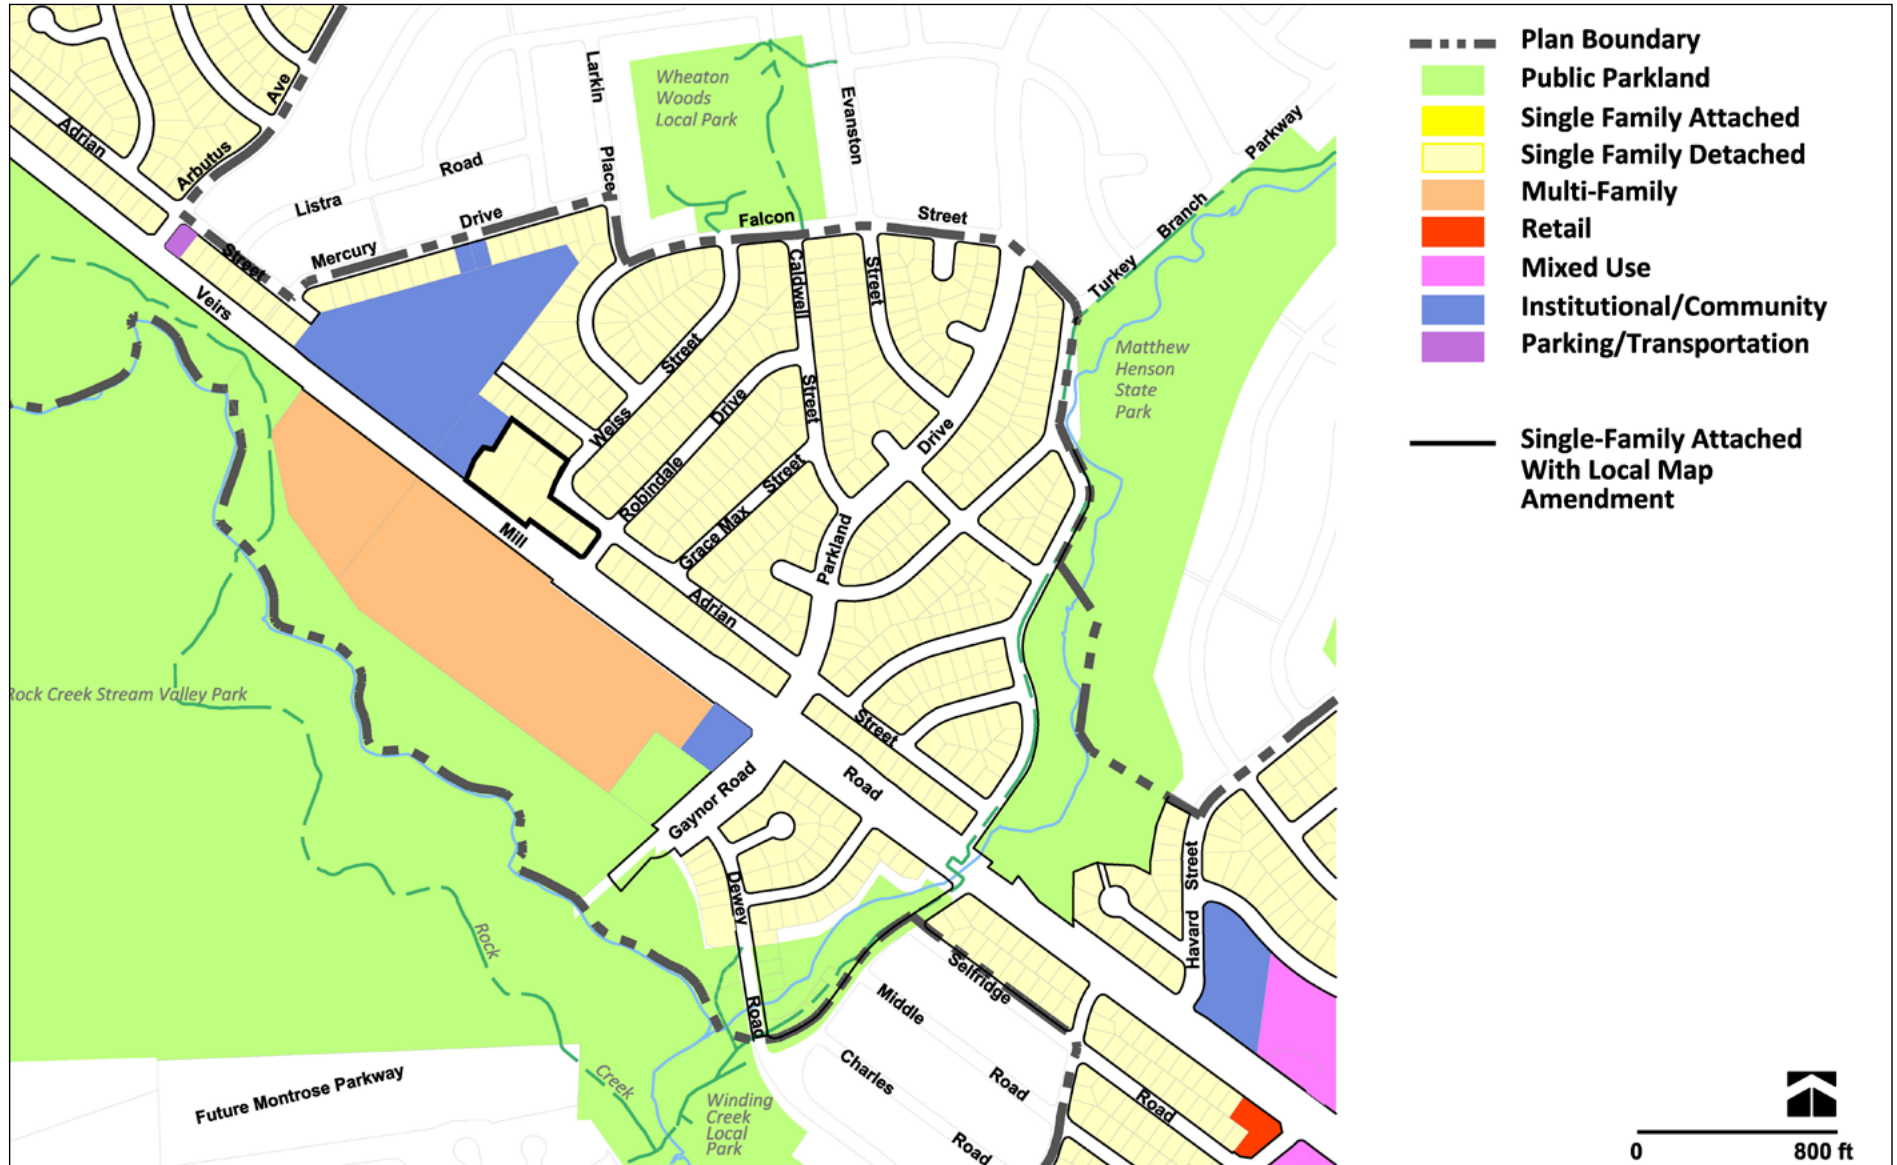 Plan Boundary
Public Parkland
Single Family Attached
Single Family Detached
Multi-Family
Retail
Mixed Use
Institutional/Community
Parking/Transportation
Single-Family Attached
With Local Map
Amendment
0 800 ft
Adrian
Ave
Arbutus
Street
Listra
Road
Mercury
Drive
Larkin
Place
Wheaton
Woods
Local Park
Evanston
Street
Falcon
Street
Turkey
Branch
Parkway
Matthew
Henson
State
Park
Veirs
Mill
Road
Caldwell
Street
Weiss
Street
Robindale
Drive
Grace Max
Street
Parkland
Drive
Adrian
Street
Rock Creek Stream Valley Park
Gaynor Road
Dewey
Road
Rock
Creek
Havard
Street
Selfridge
Road
Middle
Road
Charles
Road
Future Montrose Parkway
Winding
Creek
Local
Park